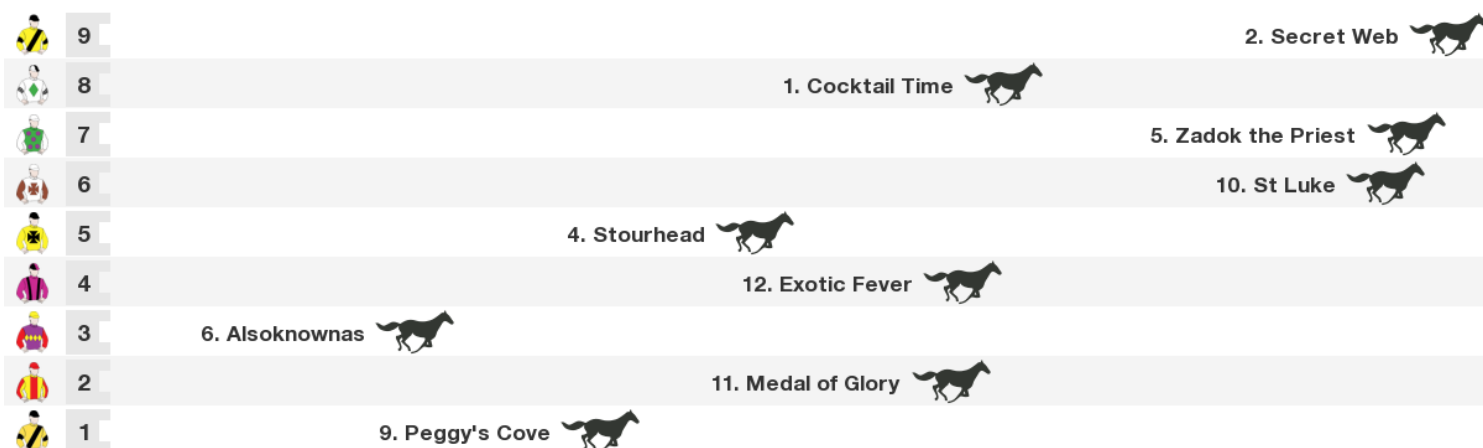 9 2. Secret Web
8 1. Cocktail Time
7 5. Zadok the Priest
6 10. St Luke
5 4. Stourhead
4 12. Exotic Fever
3 6. Alsoknownas
2 11. Medal of Glory
1 9. Peggy's Cove